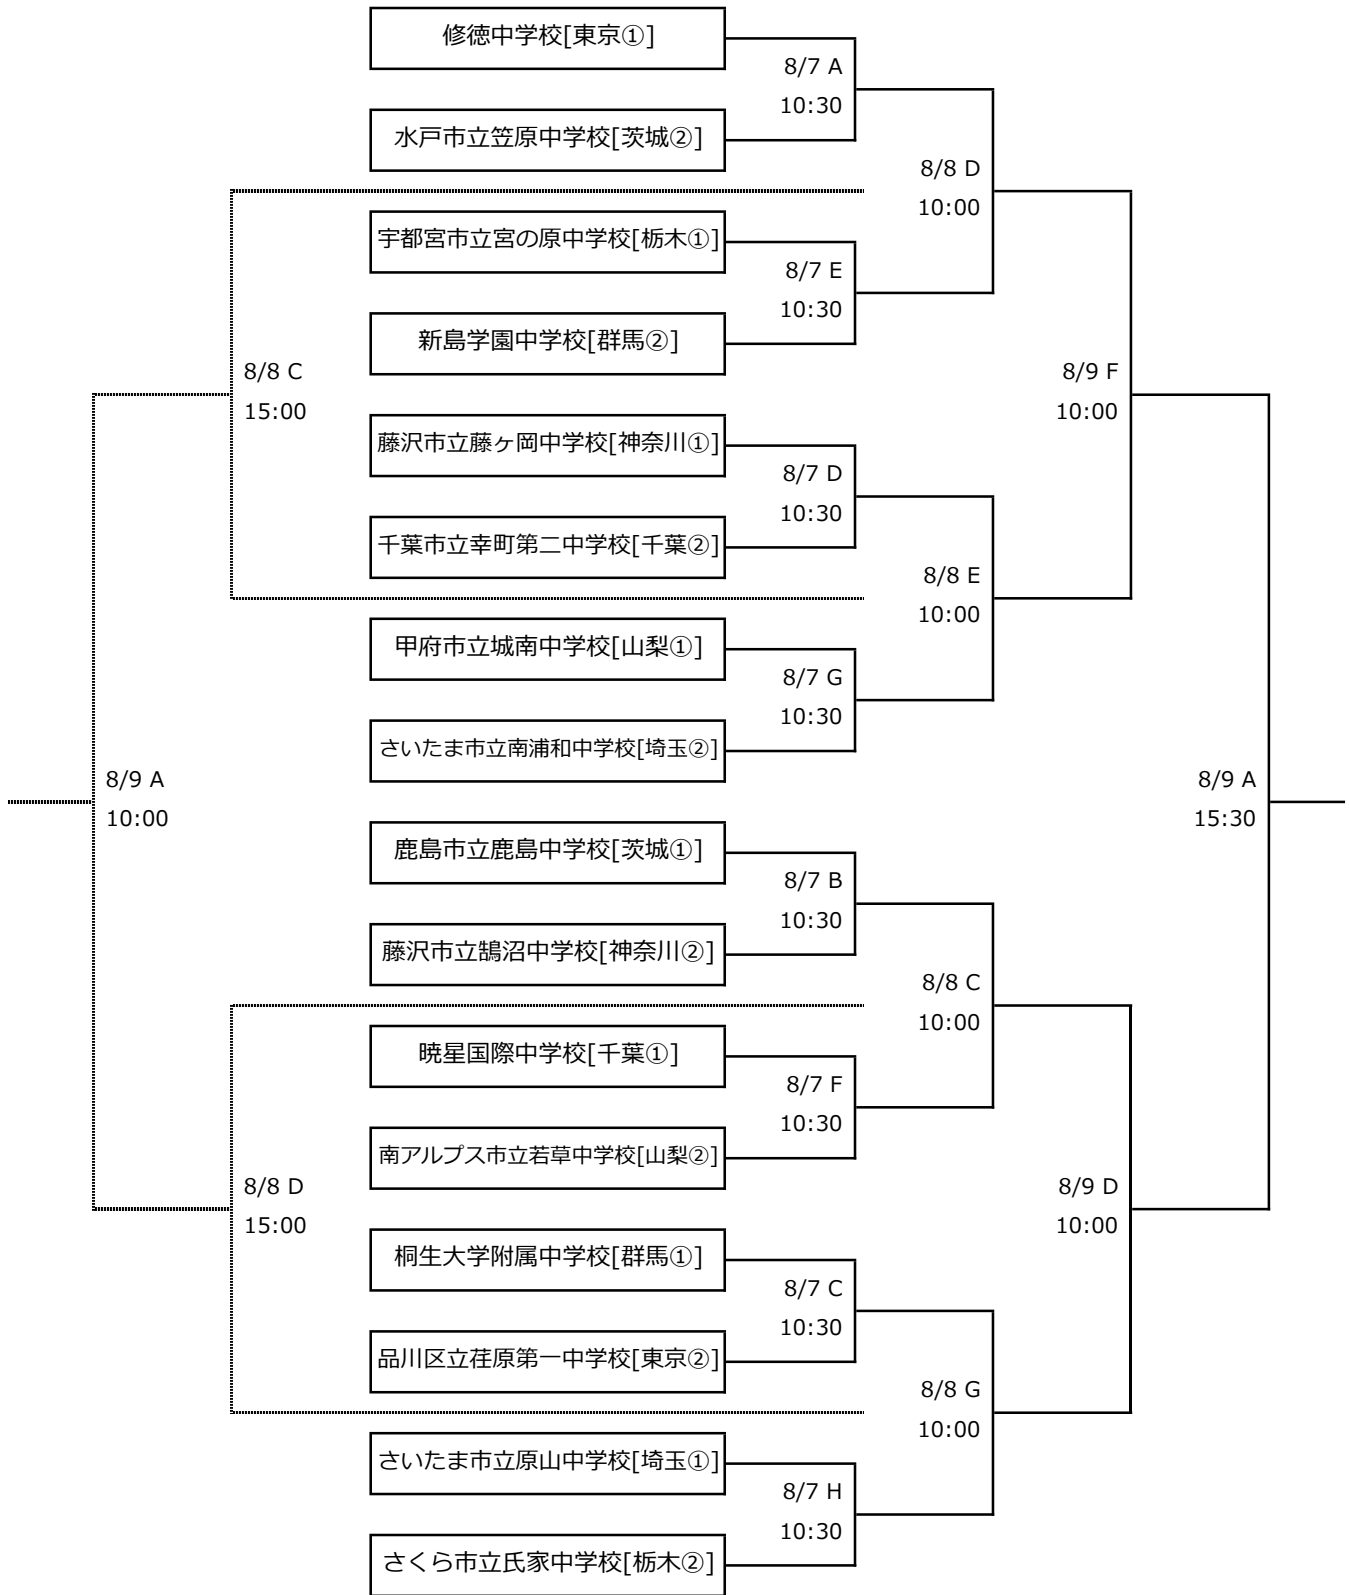 修徳中学校[東京①]
8/7 A
10:30
水戸市立笠原中学校[茨城②]
8/8 D
10:00
宇都宮市立宮の原中学校[栃木①]
8/7 E
10:30
新島学園中学校[群馬②]
8/8 C
15:00
8/9 F
10:00
藤沢市立藤ヶ岡中学校[神奈川①]
8/7 D
10:30
千葉市立幸町第二中学校[千葉②]
8/8 E
10:00
甲府市立城南中学校[山梨①]
8/7 G
10:30
さいたま市立南浦和中学校[埼玉②]
8/9 A
10:00
8/9 A
15:30
鹿島市立鹿島中学校[茨城①]
8/7 B
10:30
藤沢市立鵠沼中学校[神奈川②]
8/8 C
10:00
暁星国際中学校[千葉①]
8/7 F
10:30
南アルプス市立若草中学校[山梨②]
8/8 D
15:00
8/9 D
10:00
桐生大学附属中学校[群馬①]
8/7 C
10:30
品川区立荏原第一中学校[東京②]
8/8 G
10:00
さいたま市立原山中学校[埼玉①]
8/7 H
10:30
さくら市立氏家中学校[栃木②]